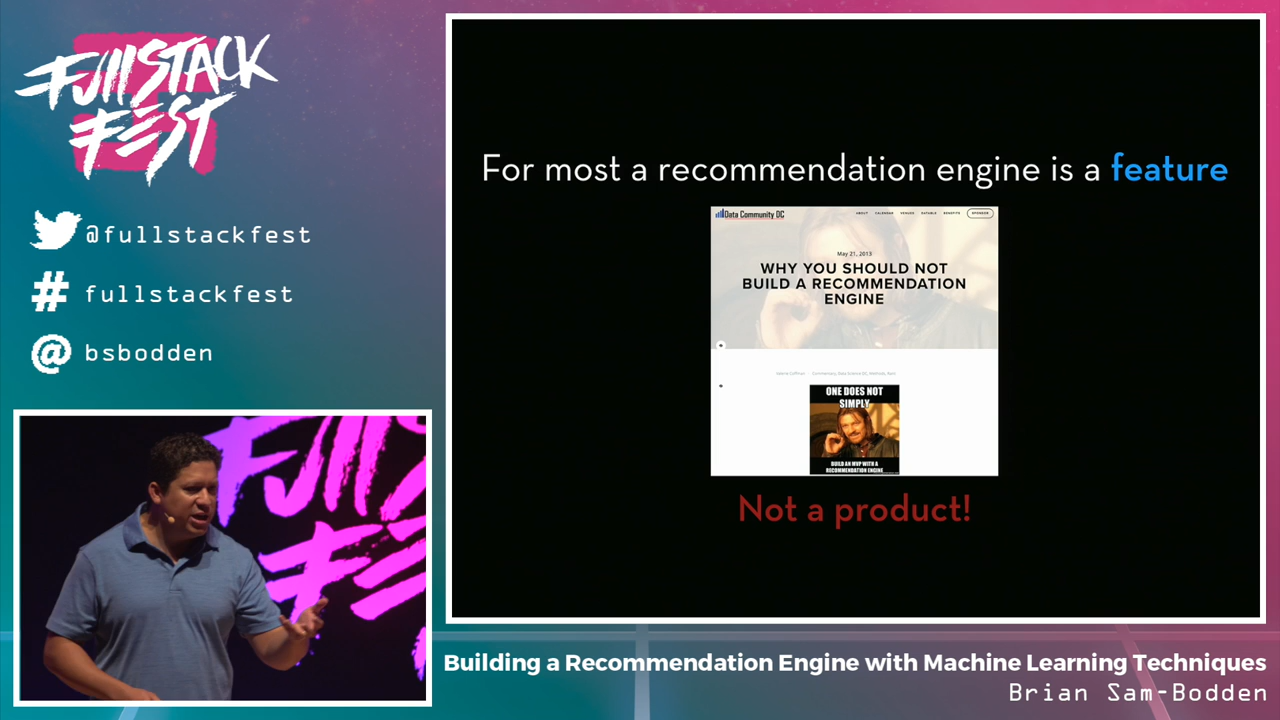 FullStack
Fest
@fullstackfest
# fullstackfest
@ bsbodden
For most a recommendation engine is a feature
Data Community DC
ABOUT CALENDAR VENUES DATABLE BENEFITS SPONSOR
May 21, 2013
WHY YOU SHOULD NOT
BUILD A RECOMMENDATION
ENGINE
ONE DOES NOT
SIMPLY
BUILD AN MVP WITH A
RECOMMENDATION ENGINE
Not a product!
Building a Recommendation Engine with Machine Learning Techniques
Brian Sam-Bodden